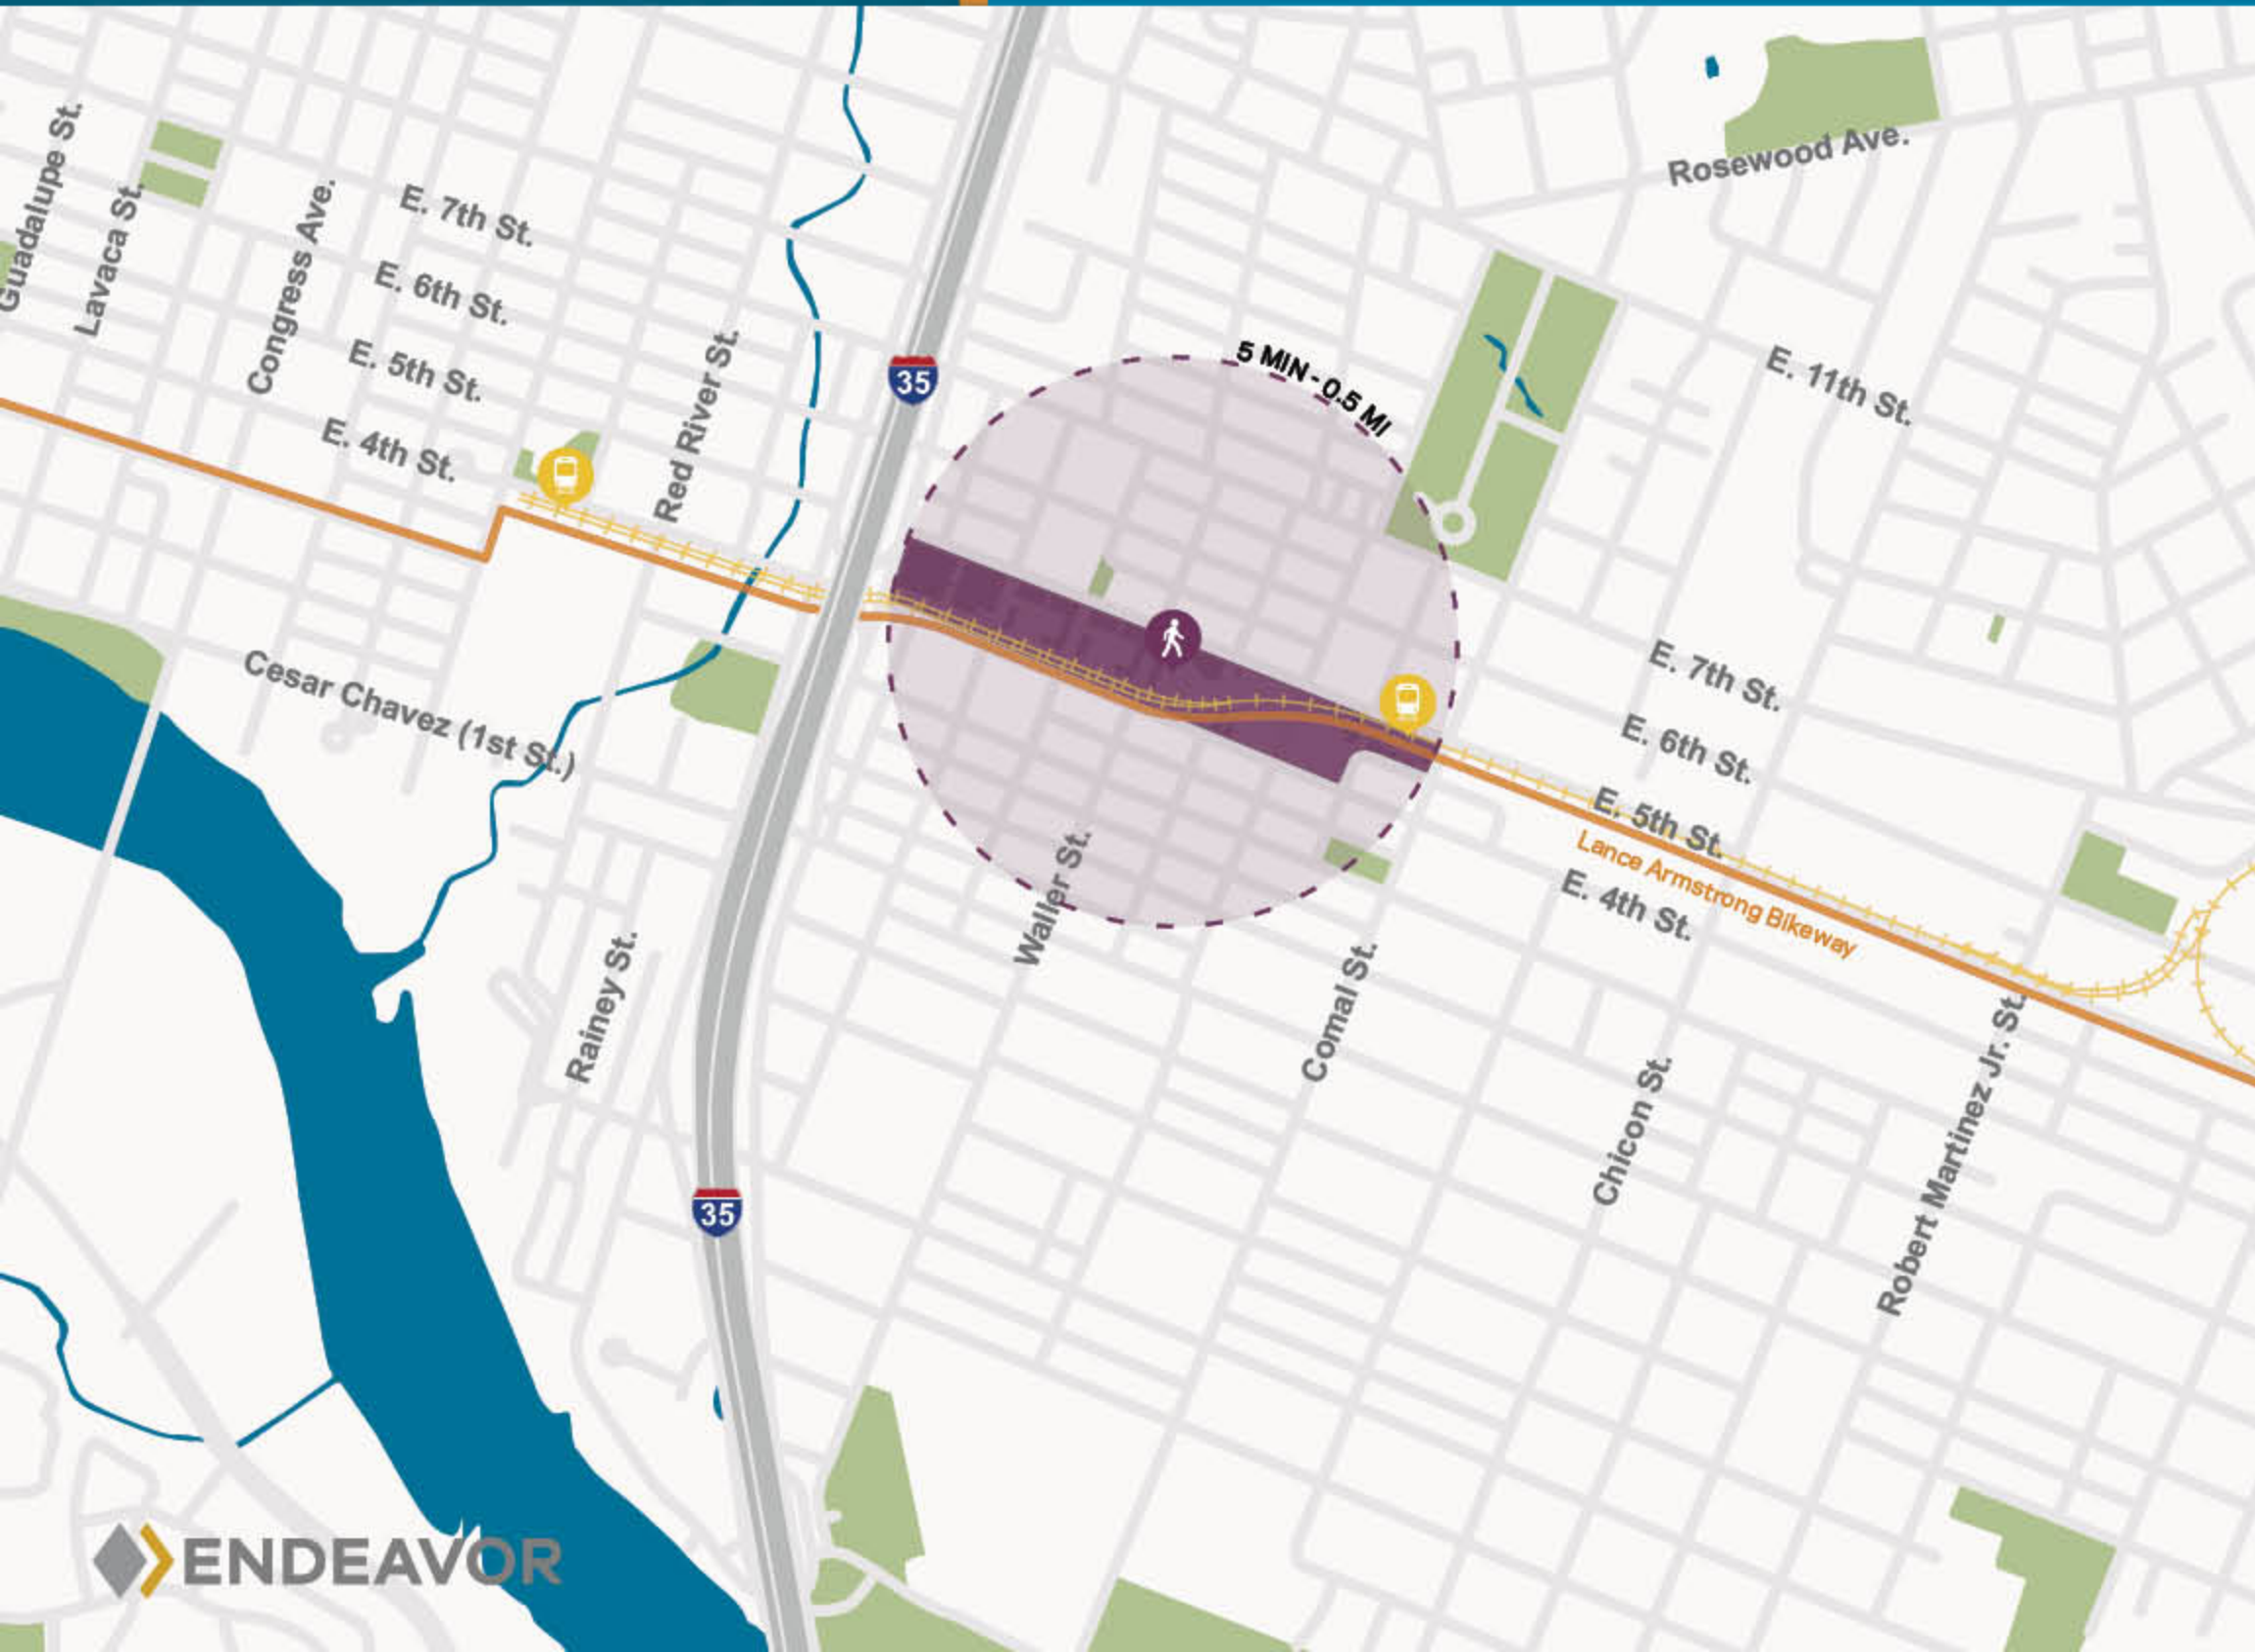 Guadalupe St.
Lavaca St.
Congress Ave.
E. 7th St.
E. 6th St.
E. 5th St.
E. 4th St.
Red River St.
35
5 MIN - 0.5 MI
Rosewood Ave.
E. 11th St.
Cesar Chavez (1st St.)
E. 7th St.
E. 6th St.
E. 5th St.
Lance Armstrong Bikeway
E. 4th St.
Waller St.
Rainey St.
Comal St.
Chicon St.
Robert Martinez Jr. St.
35
ENDEAVOR